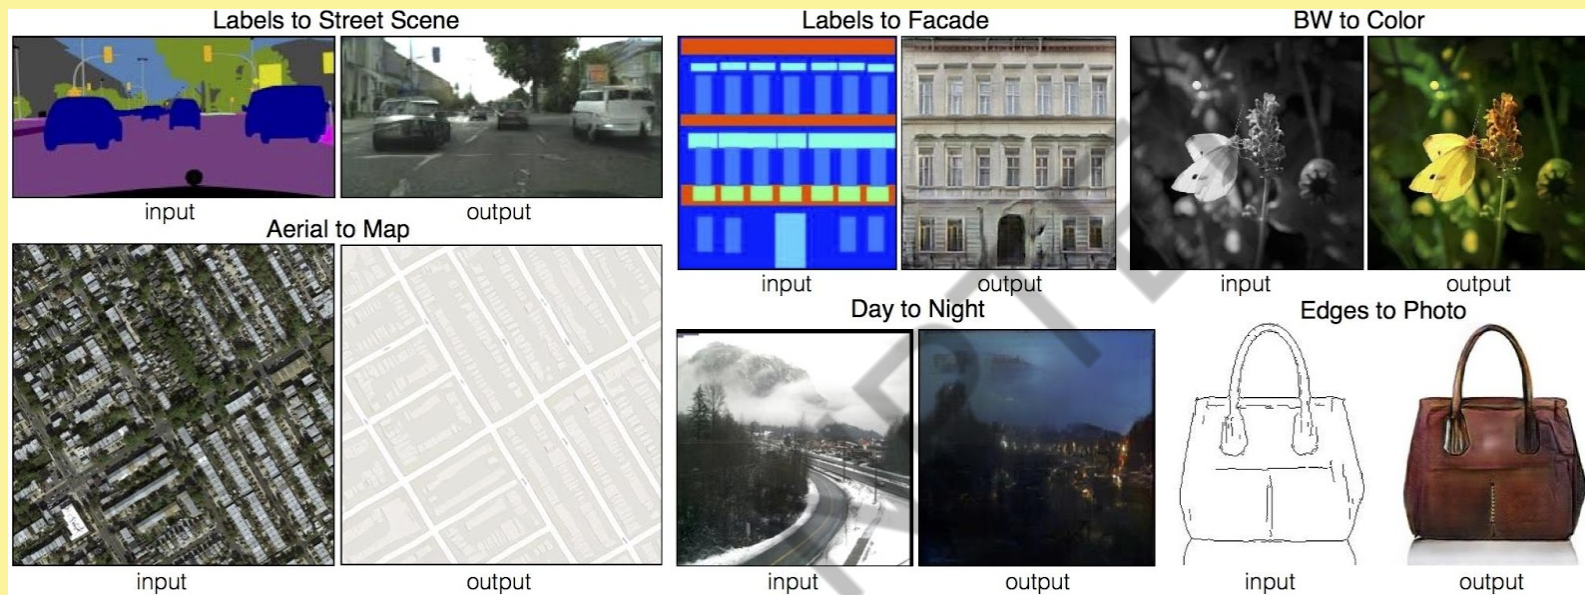 Labels to Street Scene
input
output
Aerial to Map
input
output
Labels to Facade
input
output
BW to Color
input
output
Day to Night
input
output
Edges to Photo
input
output